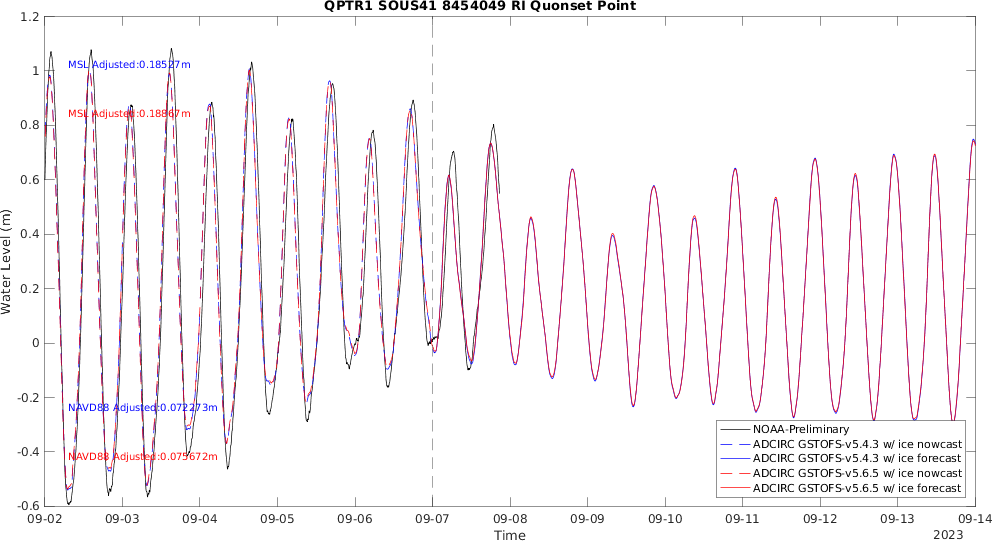 QPTR1 SOUS41 8454049 RI Quonset Point
1.2
1
0.8
0.6
0.4
0.2
0
-0.2
-0.4
-0.6
Water Level (m)
MSL Adjusted:0.18527m
MSL Adjusted:0.18867m
NAVD88 Adjusted:0.072273m
NAVD88 Adjusted:0.075672m
NOAA-Preliminary
ADCIRC GSTOFS-v5.4.3 w/ ice nowcast
ADCIRC GSTOFS-v5.4.3 w/ ice forecast
ADCIRC GSTOFS-v5.6.5 w/ ice nowcast
ADCIRC GSTOFS-v5.6.5 w/ ice forecast
09-02 09-03 09-04 09-05 09-06 09-07 09-08 09-09 09-10 09-11 09-12 09-13 09-14
Time
2023